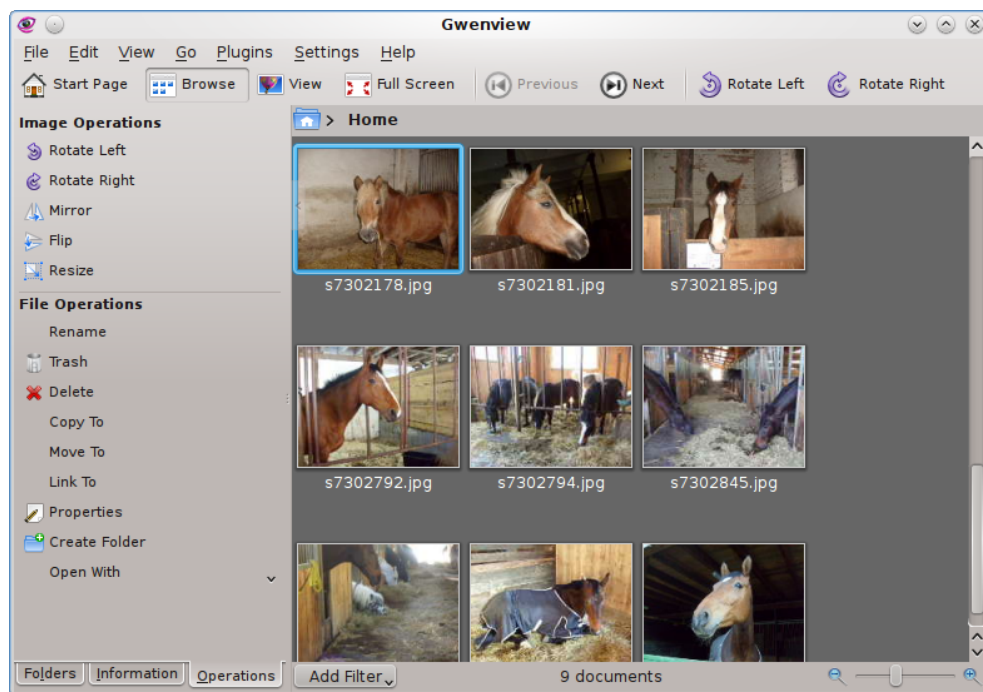 Gwenview
File Edit View Go Plugins Settings Help
Start Page Browse View Full Screen Previous Next Rotate Left Rotate Right
Image Operations
Rotate Left
Rotate Right
Mirror
Flip
Resize
File Operations
Rename
Trash
Delete
Copy To
Move To
Link To
Properties
Create Folder
Open With
Folders Information Operations
> Home
s7302178.jpg s7302181.jpg s7302185.jpg
s7302792.jpg s7302794.jpg s7302845.jpg
Add Filter 9 documents